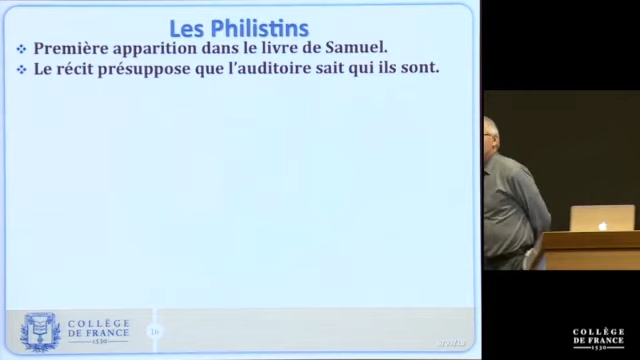 Les Philistins
Première apparition dans le livre de Samuel.
Le récit présuppose que l'auditoire sait qui ils sont.
COLLÈGE
DE FRANCE
1530
16
COLLÈGE
DE FRANCE
1530